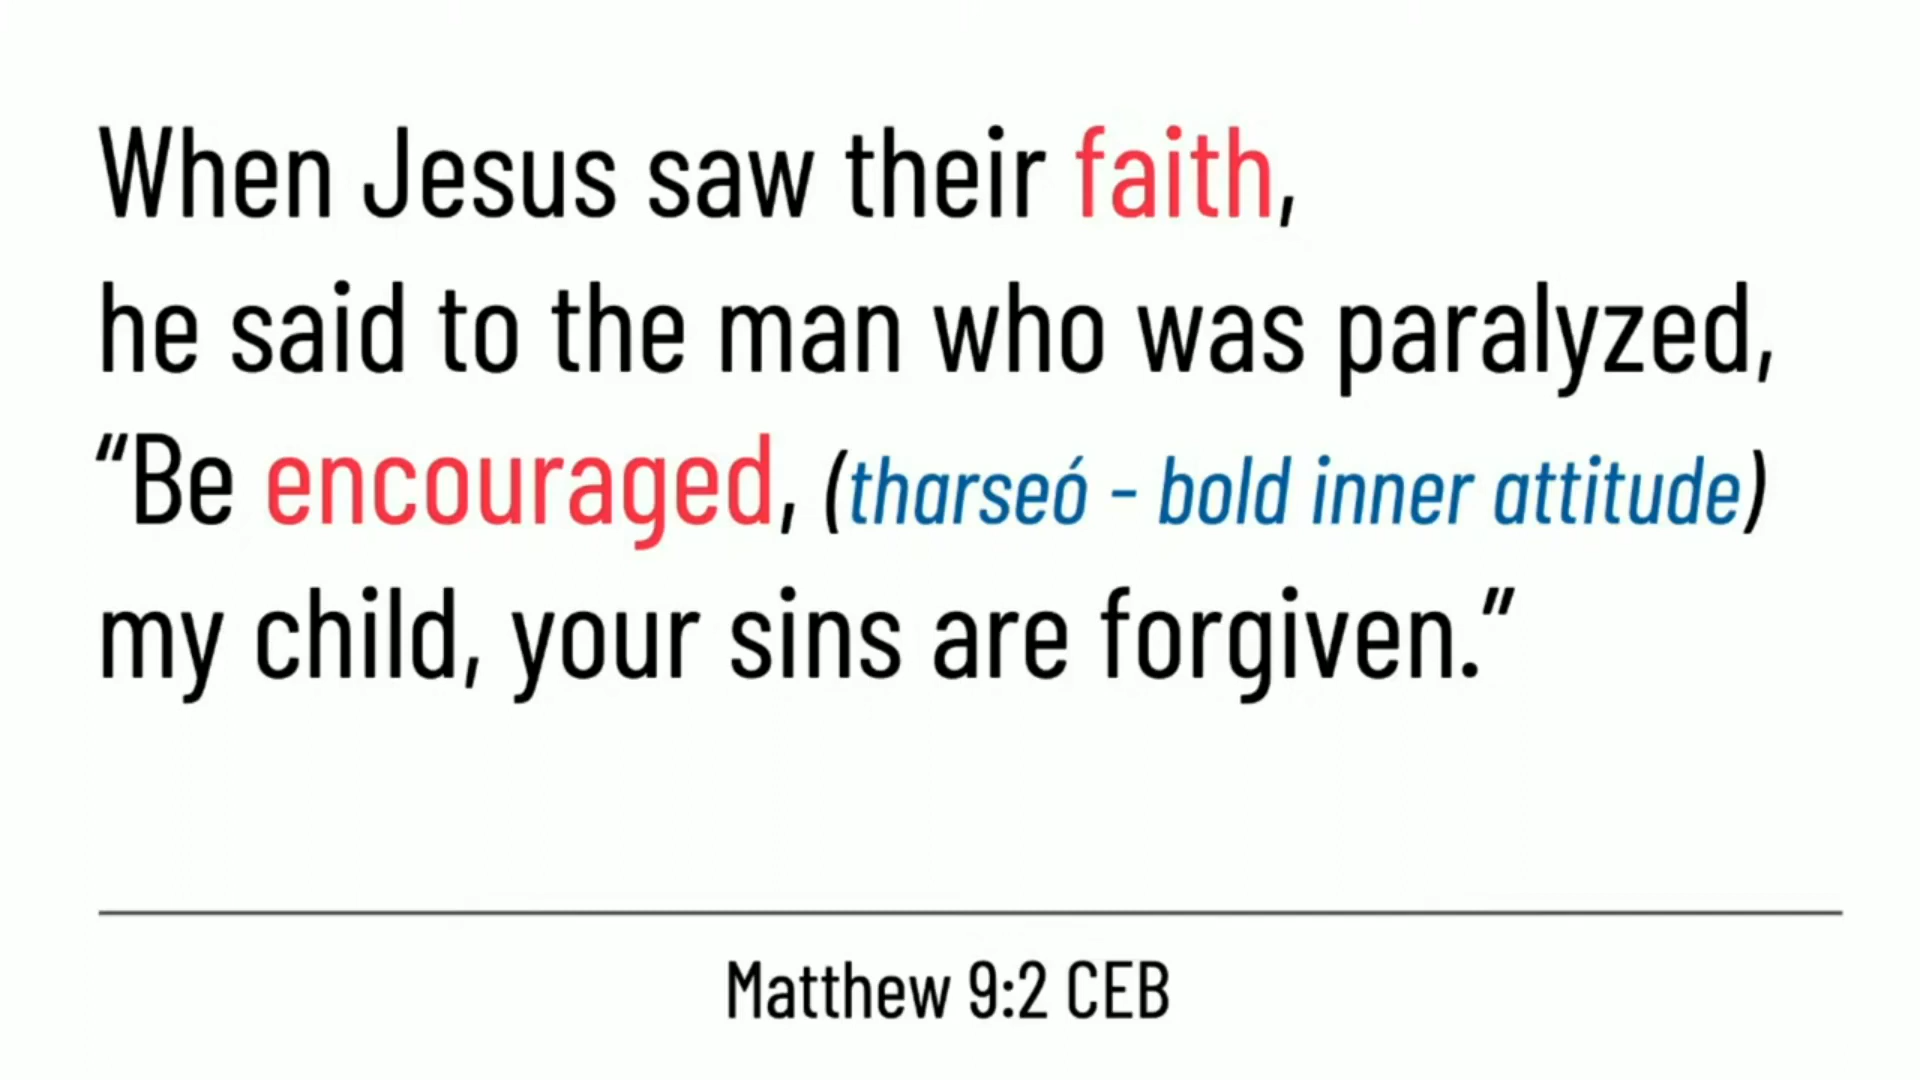 When Jesus saw their faith,
he said to the man who was paralyzed,
“Be encouraged, (tharseó - bold inner attitude)
my child, your sins are forgiven.”
Matthew 9:2 CEB